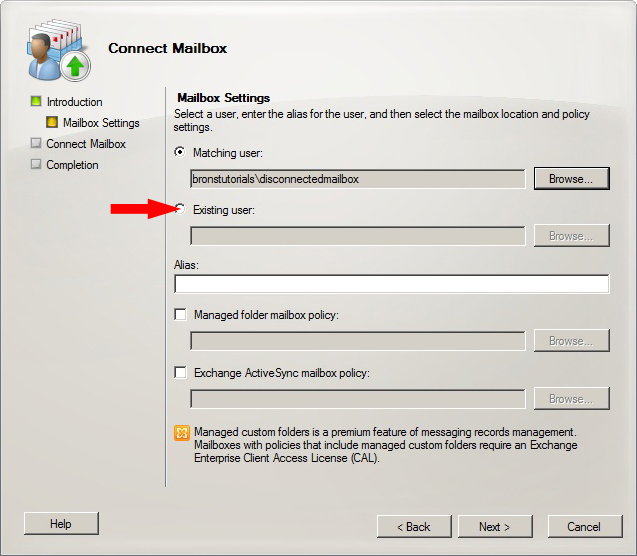 Connect Mailbox
Introduction
Mailbox Settings
Connect Mailbox
Completion
Mailbox Settings
Select a user, enter the alias for the user, and then select the mailbox location and policy
settings.
Matching user:
bronstutorials\disconnectedmailbox
Browse...
Existing user:
Browse...
Alias:
Managed folder mailbox policy:
Browse...
Exchange ActiveSync mailbox policy:
Browse...
Managed custom folders is a premium feature of messaging records management.
Mailboxes with policies that include managed custom folders require an Exchange
Enterprise Client Access License (CAL).
Help
< Back
Next >
Cancel